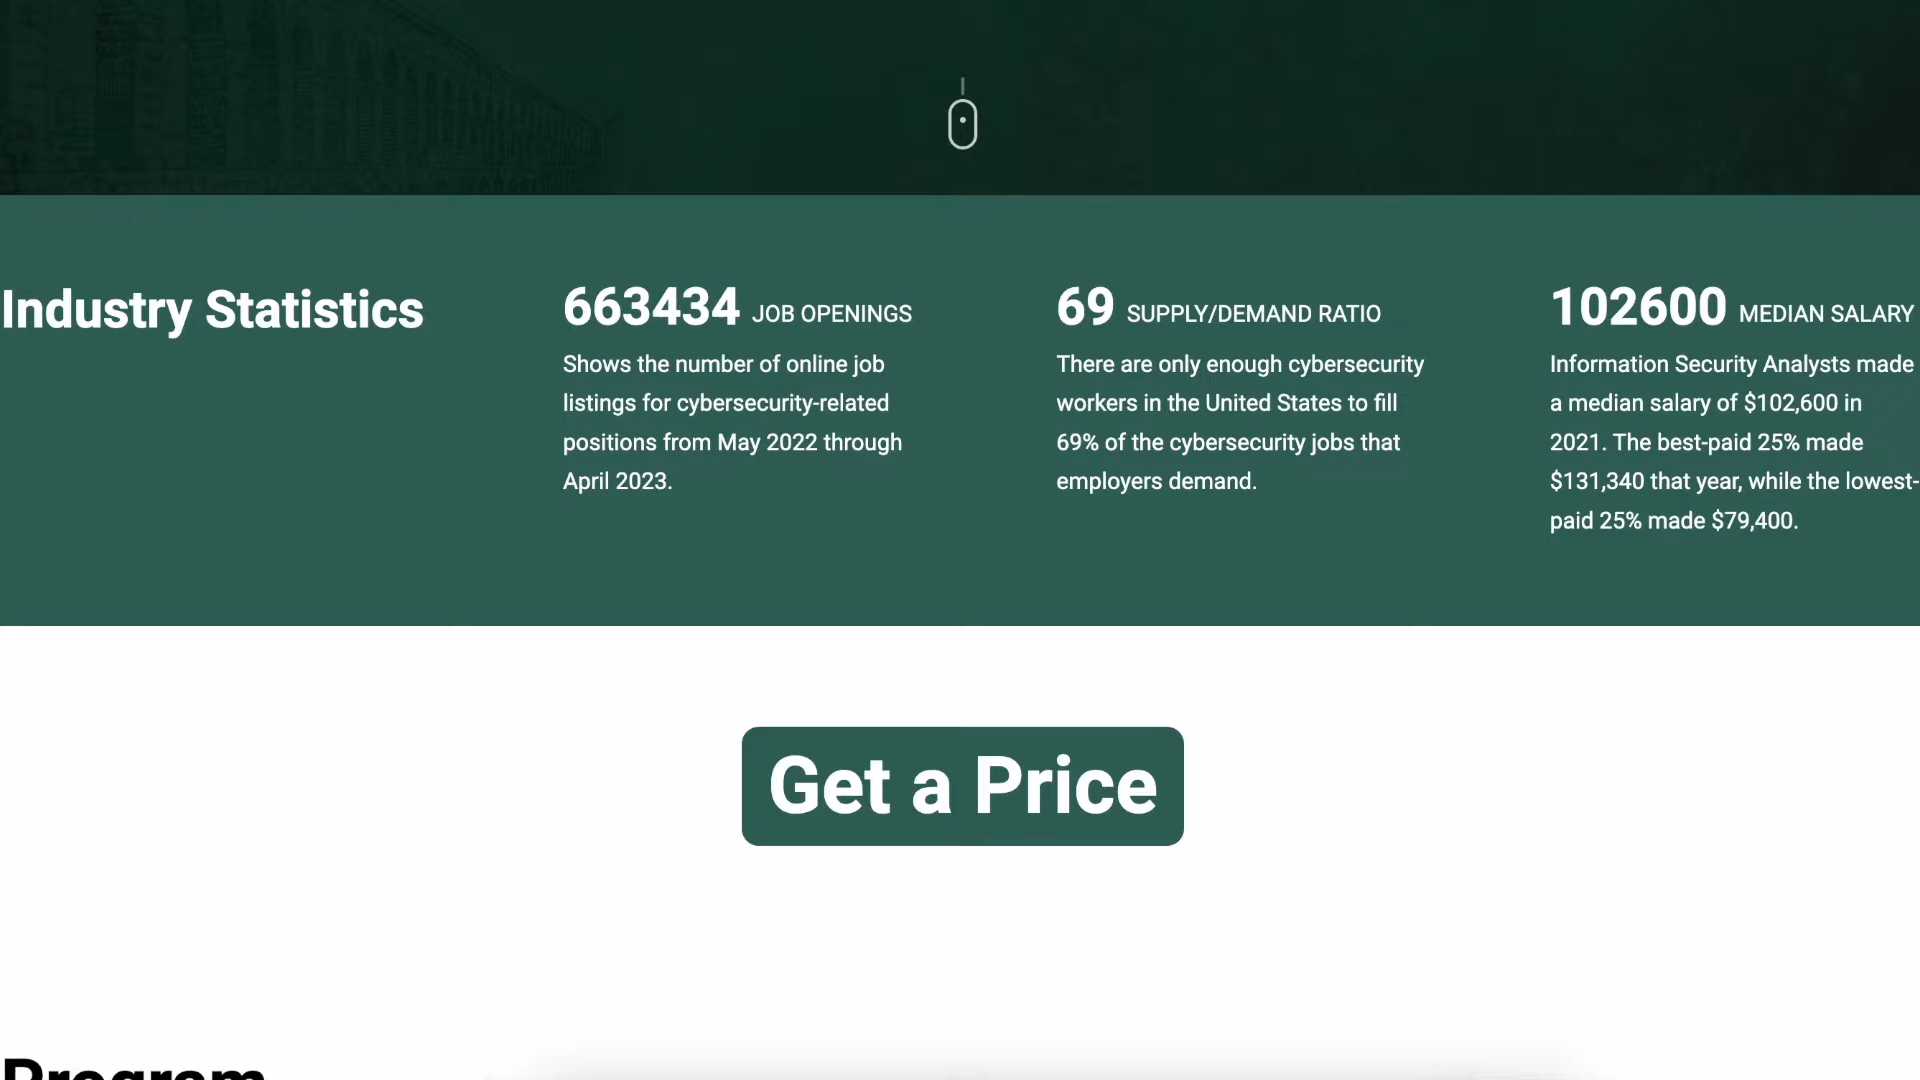 Industry Statistics
663434 JOB OPENINGS
Shows the number of online job
listings for cybersecurity-related
positions from May 2022 through
April 2023.
69 SUPPLY/DEMAND RATIO
There are only enough cybersecurity
workers in the United States to fill
69% of the cybersecurity jobs that
employers demand.
102600 MEDIAN SALARY
Information Security Analysts made
a median salary of $102,600 in
2021. The best-paid 25% made
$131,340 that year, while the lowest-
paid 25% made $79,400.
Get a Price
Program